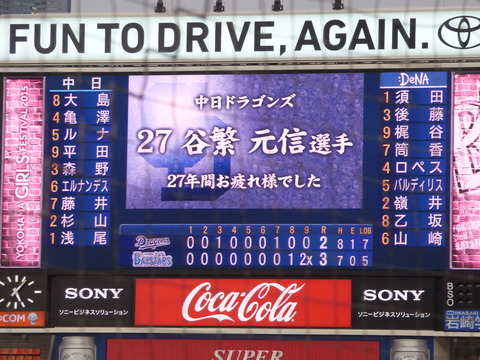 FUN TO DRIVE, AGAIN.
TOYOTA
中日
8 大島
4 亀澤
5 ルナ
9 平田
3 森野
6 エルナンデス
7 藤井
2 杉山
1 浅尾
中日ドラゴンズ
27 谷繁 元信選手
27年間お疲れ様でした
:DeNA
1 須田
3 後藤
9 梶谷
7 筒香
4 ロペス
5 バルディリス
2 嶺井
8 乙坂
6 山崎
YOKOHAMA GIRLS FESTIVAL 2015
1 2 3 4 5 6 7 8 9 R H E LOB
Dragons 0 0 1 0 0 0 1 0 0 2 8 1 7
BAYSTARS 0 0 0 0 0 0 0 1 2x 3 7 0 5
SONY
ソニービジネスソリューション
Coca-Cola
SONY
ソニービジネスソリューション
B
S
O
COM
IWASAKI
岩崎学
SUPER